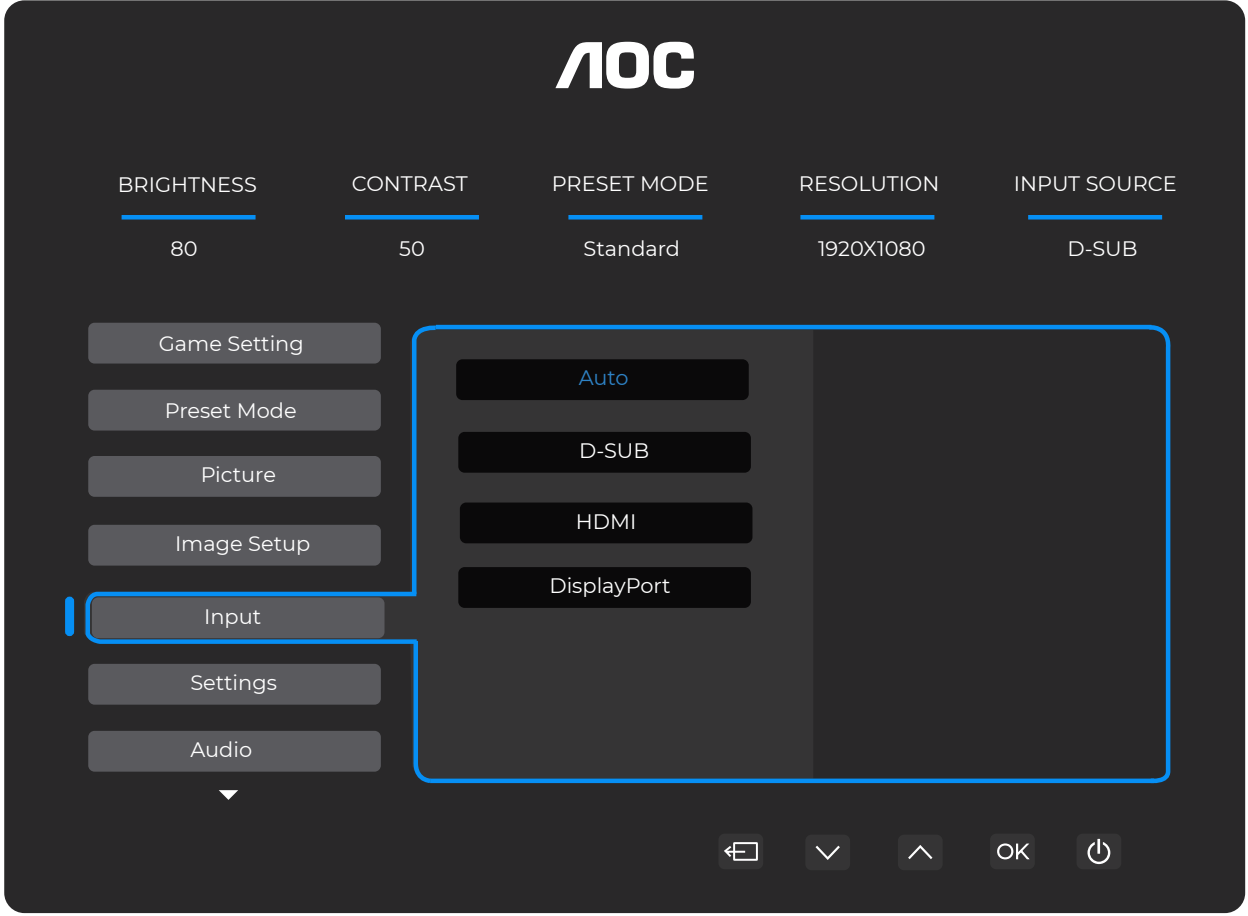 AOC
BRIGHTNESS CONTRAST PRESET MODE RESOLUTION INPUT SOURCE
80 50 Standard 1920X1080 D-SUB
Game Setting
Preset Mode
Picture
Image Setup
Input
Settings
Audio
Auto
D-SUB
HDMI
DisplayPort
OK